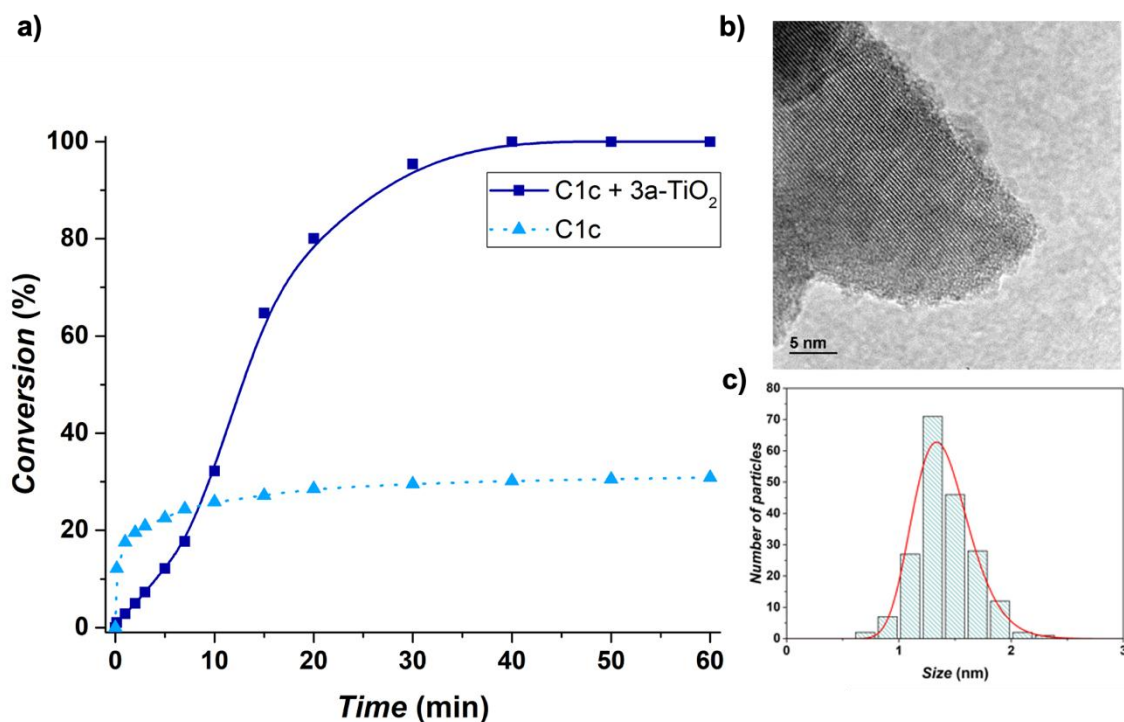 a)
Conversion (%)
100
80
60
40
20
0
0 10 20 30 40 50 60
Time (min)
C1c + 3a-TiO₂
C1c
b)
5 nm
c)
Number of particles
80
70
60
50
40
30
20
10
0
0 1 2 3
Size (nm)